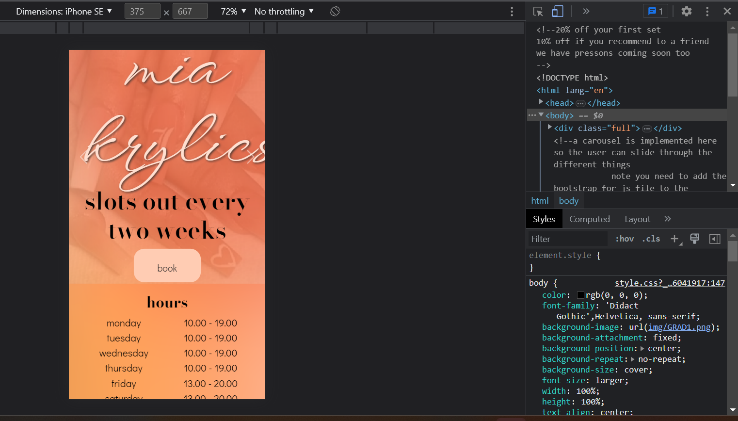 Dimensions: iPhone SE ▼ 375 × 667 72% ▼ No throttling ▼
1
mia
krylics
slots out every
two weeks
book
hours
monday 10.00 - 19.00
tuesday 10.00 - 19.00
wednesday 10.00 - 19.00
thursday 10.00 - 19.00
friday 13.00 - 20.00
saturday 13.00 - 20.00
<!--20% off your first set
10% off if you recommend to a friend
we have pressons coming soon too
-->
<!DOCTYPE html>
<html lang="en">
▶<head>…</head>
…▼<body> == $0
▶<div class="full">…</div>
<!--a carousel is implemented here
so the user can slide through the
different things
note you need to add the
bootstrap for js file to the
html body
Styles Computed Layout »
Filter :hov .cls +
element.style {
}
body { style.css?_…6041917:147
color: rgb(0, 0, 0);
font-family: 'Didact
Gothic',Helvetica, sans-serif;
background-image: url(img/GRAD1.png);
background-attachment: fixed;
background-position:▶ center;
background-repeat:▶ no-repeat;
background-size: cover;
font-size: larger;
width: 100%;
height: 100%;
text-align: center;